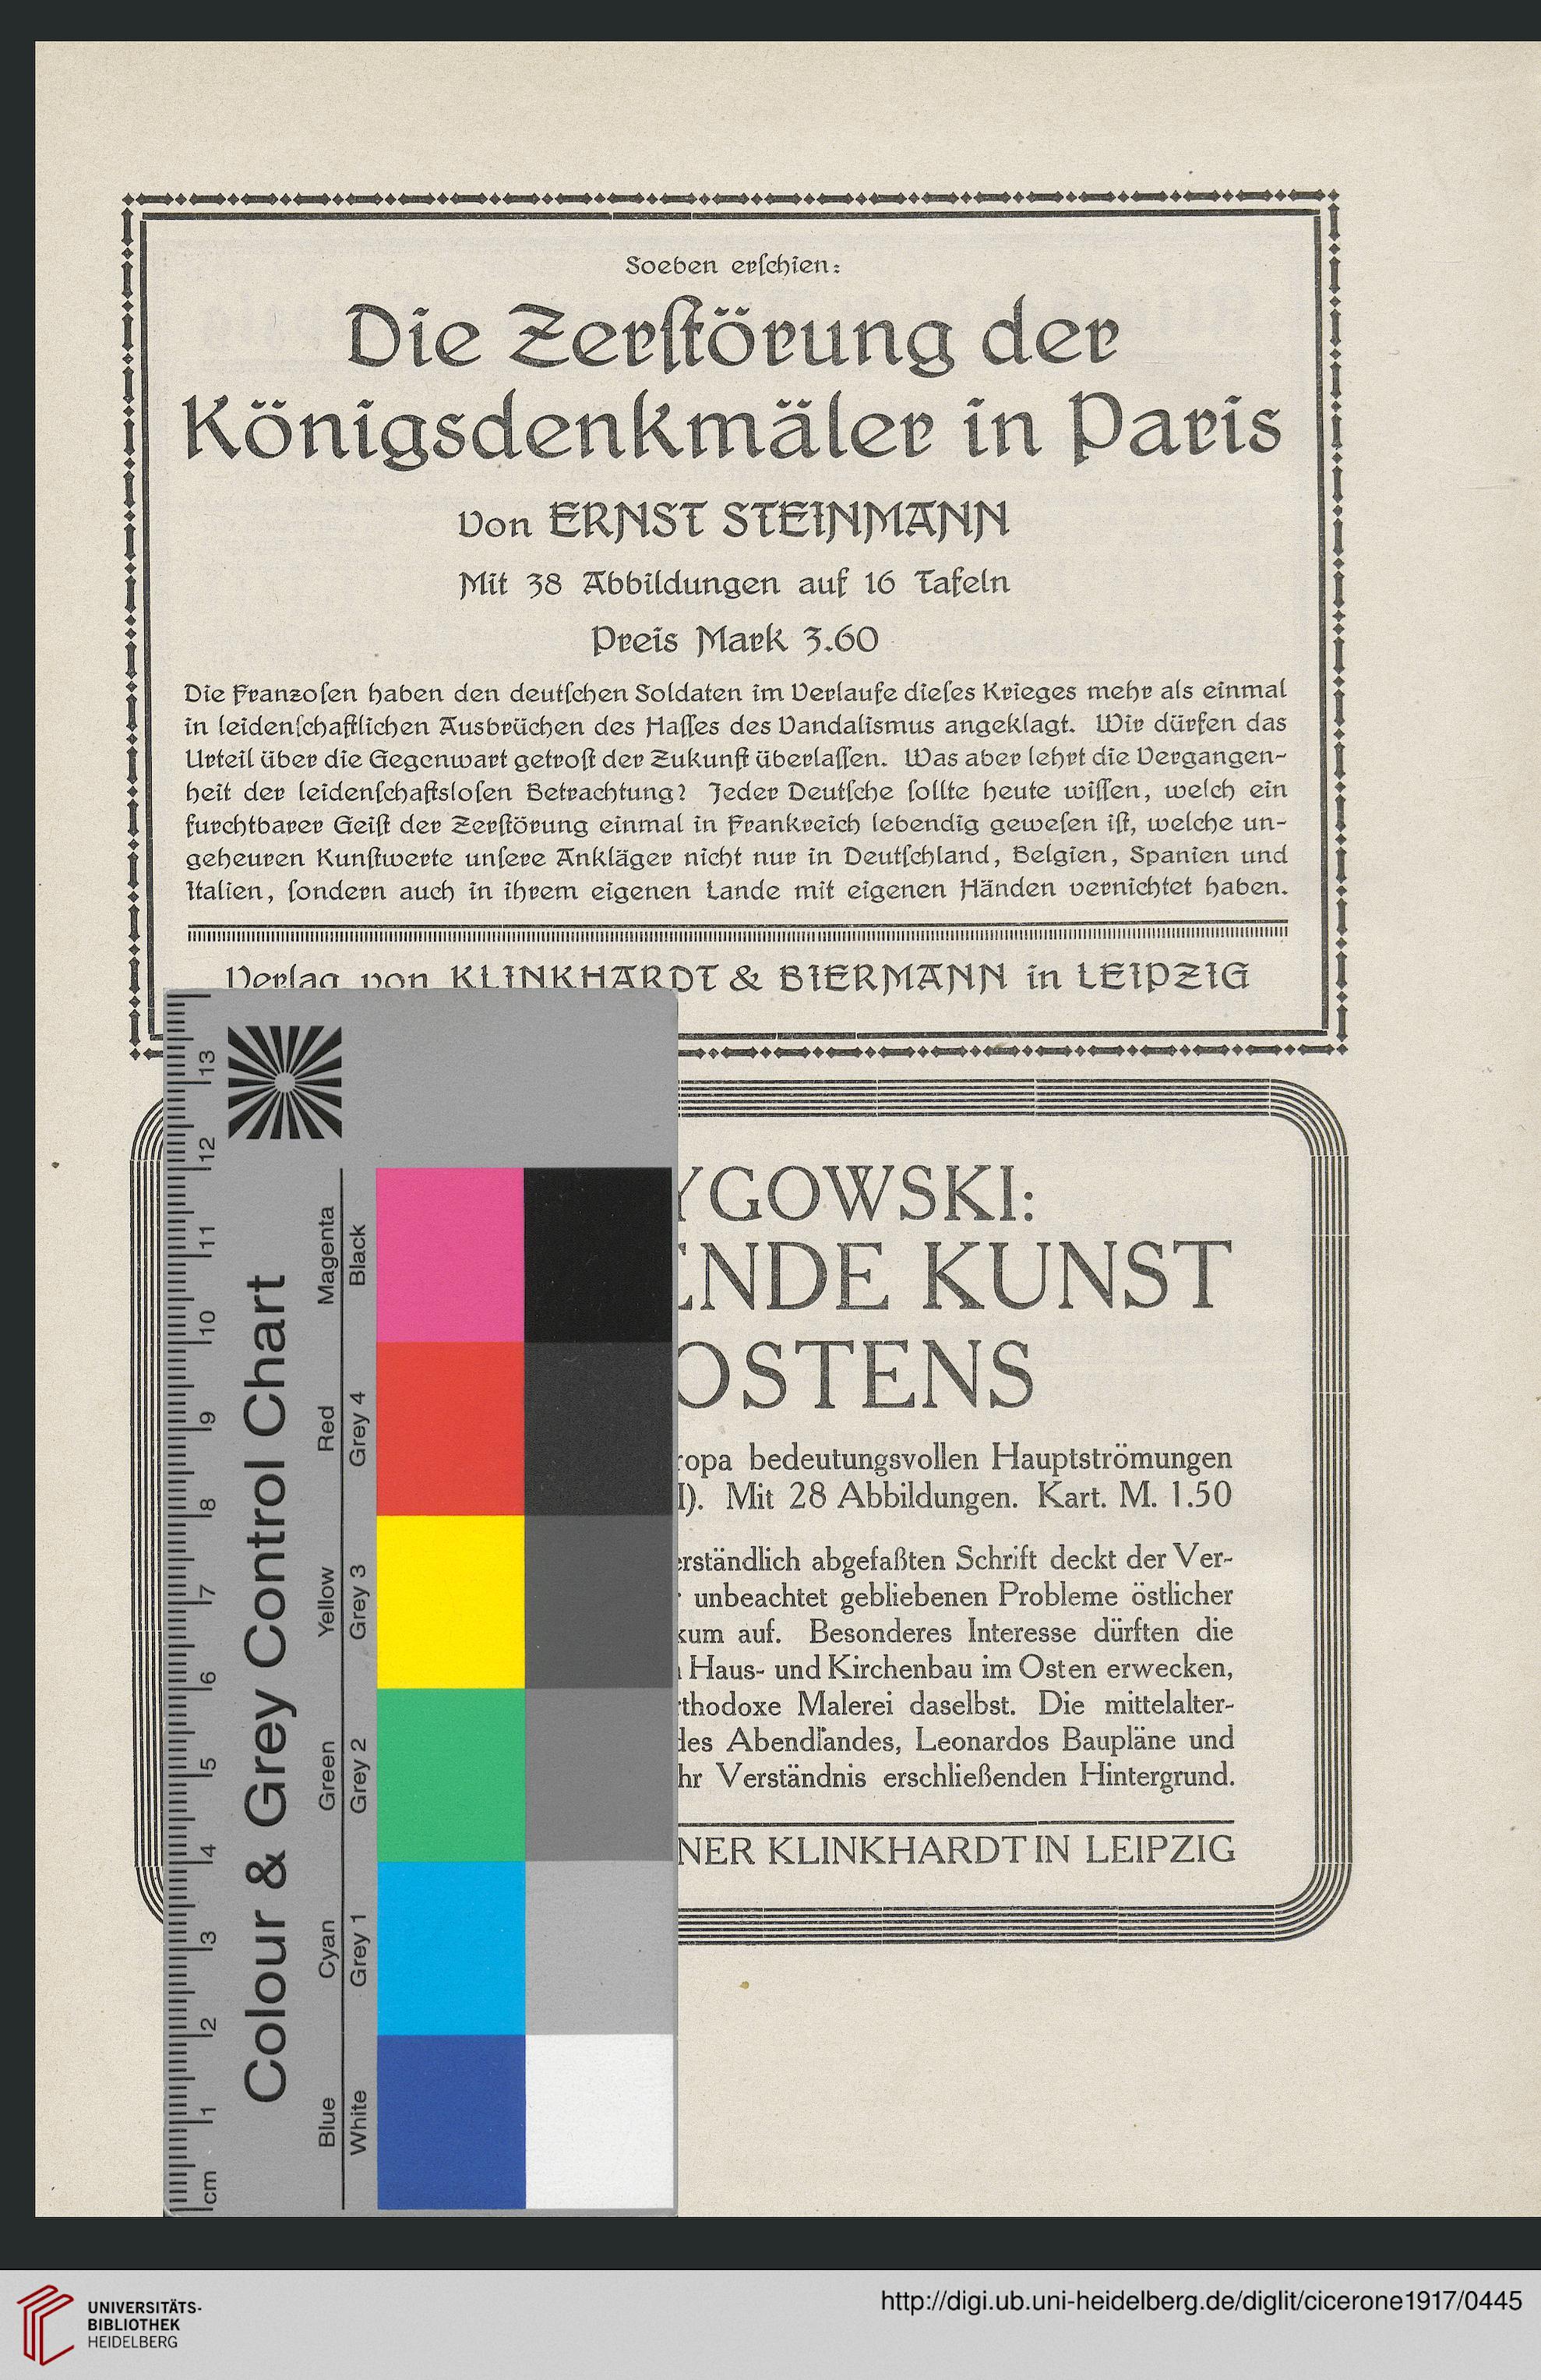 Soeben erſchien:
Die Zerſtörung der
Königsdenkmäler in Paris
Von ERNST STEINMANN
Mit 38 Abbildungen auf 16 Tafeln
Preis Mark 3.60
Die Franzoſen haben den deutſchen Soldaten im Verlaufe dieſes Krieges mehr als einmal
in leidenſchaftlichen Ausbrüchen des Haſſes des Vandalismus angeklagt. Wir dürfen das
Urteil über die Gegenwart getroſt der Zukunft überlaſſen. Was aber lehrt die Vergangen-
heit der leidenſchaftsloſen Betrachtung? Jeder Deutſche ſollte heute wiſſen, welch ein
furchtbarer Geiſt der Zerſtörung einmal in Frankreich lebendig geweſen iſt, welche un-
geheuren Kunſtwerte unſere Ankläger nicht nur in Deutſchland, Belgien, Spanien und
Italien, ſondern auch in ihrem eigenen Lande mit eigenen Händen vernichtet haben.
Verlag von KLINKHARDT & BIERMANN in LEIPZIG
YGOWSKI:
ENDE KUNST
OSTENS
ropa bedeutungsvollen Hauptströmungen
I). Mit 28 Abbildungen. Kart. M. 1.50
erständlich abgefaßten Schrift deckt der Ver-
unbeachtet gebliebenen Probleme östlicher
kum auf. Besonderes Interesse dürften die
Haus- und Kirchenbau im Osten erwecken,
rthodoxe Malerei daselbst. Die mittelalter-
des Abendlandes, Leonardos Baupläne und
hr Verständnis erschließenden Hintergrund.
NER KLINKHARDT IN LEIPZIG
Colour & Grey Control Chart
Blue Cyan Green Yellow Red Magenta
White Grey 1 Grey 2 Grey 3 Grey 4 Black
cm 1 2 3 4 5 6 7 8 9 10 11 12 13
UNIVERSITÄTS-
BIBLIOTHEK
HEIDELBERG
http://digi.ub.uni-heidelberg.de/diglit/cicerone1917/0445